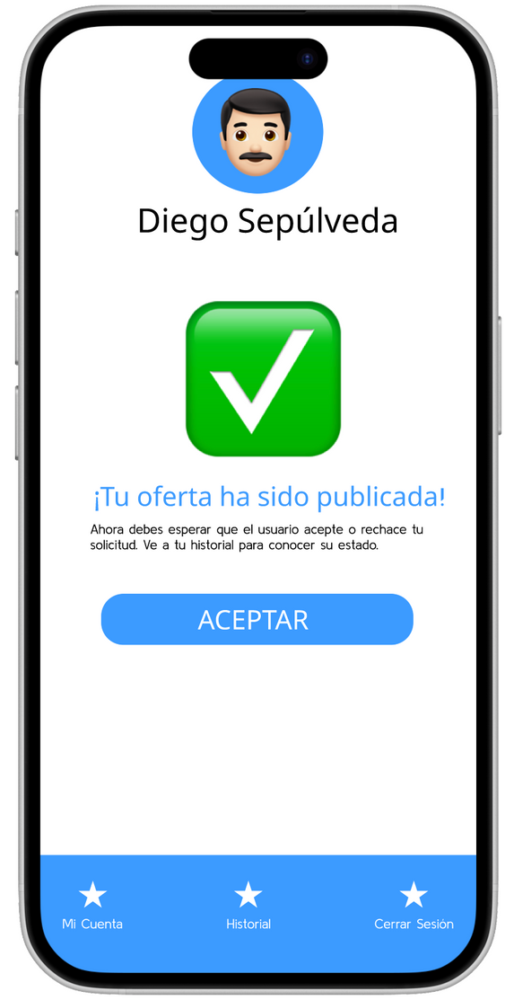 Diego Sepúlveda
¡Tu oferta ha sido publicada!
Ahora debes esperar que el usuario acepte o rechace tu
solicitud. Ve a tu historial para conocer su estado.
ACEPTAR
Mi Cuenta
Historial
Cerrar Sesión